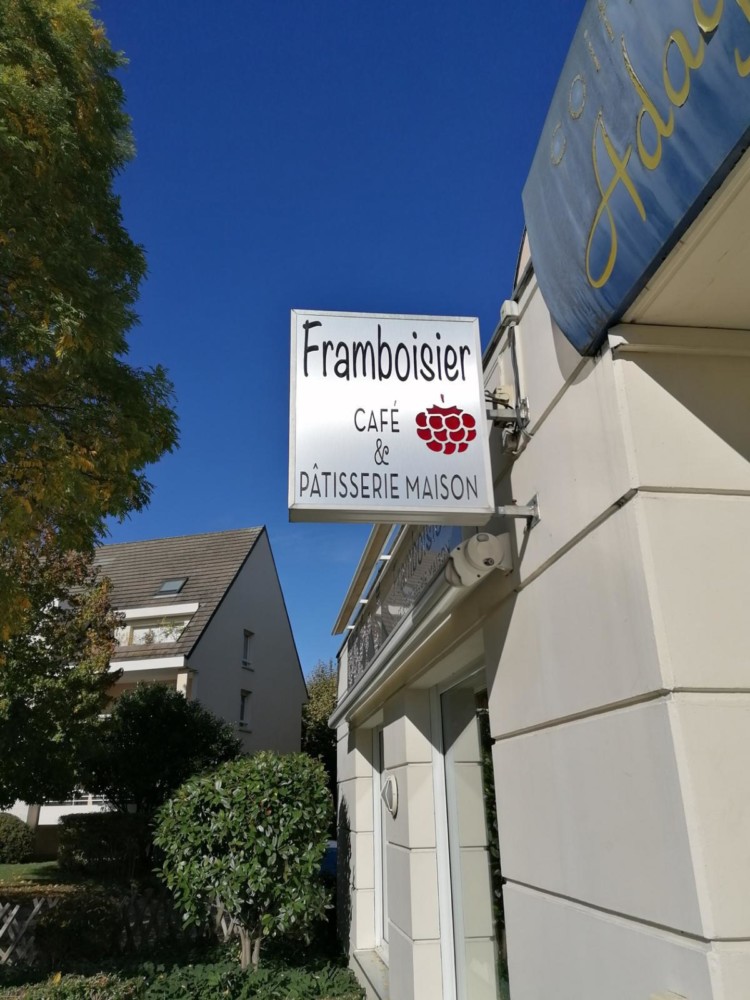 Framboisier
CAFÉ
&
PÂTISSERIE MAISON